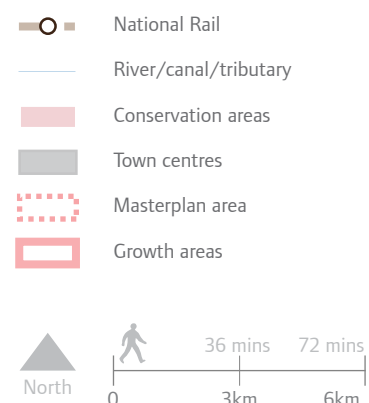 National Rail
River/canal/tributary
Conservation areas
Town centres
Masterplan area
Growth areas
36 mins 72 mins
North
0 3km 6km